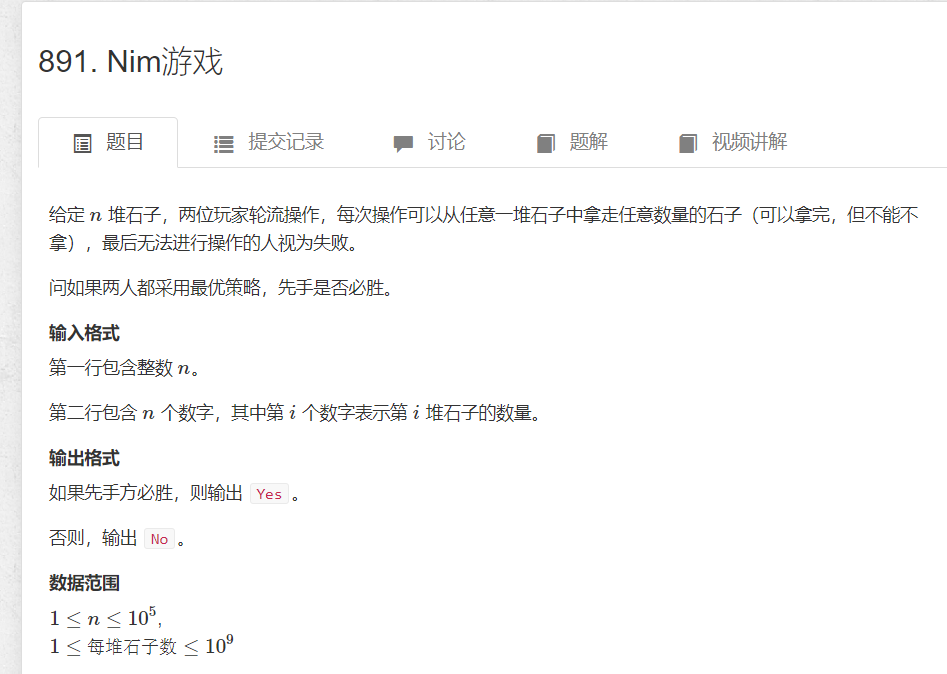 891. Nim游戏
题目 提交记录 讨论 题解 视频讲解
给定 n 堆石子，两位玩家轮流操作，每次操作可以从任意一堆石子中拿走任意数量的石子（可以拿完，但不能不
拿），最后无法进行操作的人视为失败。
问如果两人都采用最优策略，先手是否必胜。
输入格式
第一行包含整数 n。
第二行包含 n 个数字，其中第 i 个数字表示第 i 堆石子的数量。
输出格式
如果先手方必胜，则输出 Yes 。
否则，输出 No 。
数据范围
1 ≤ n ≤ 10⁵,
1 ≤ 每堆石子数 ≤ 10⁹